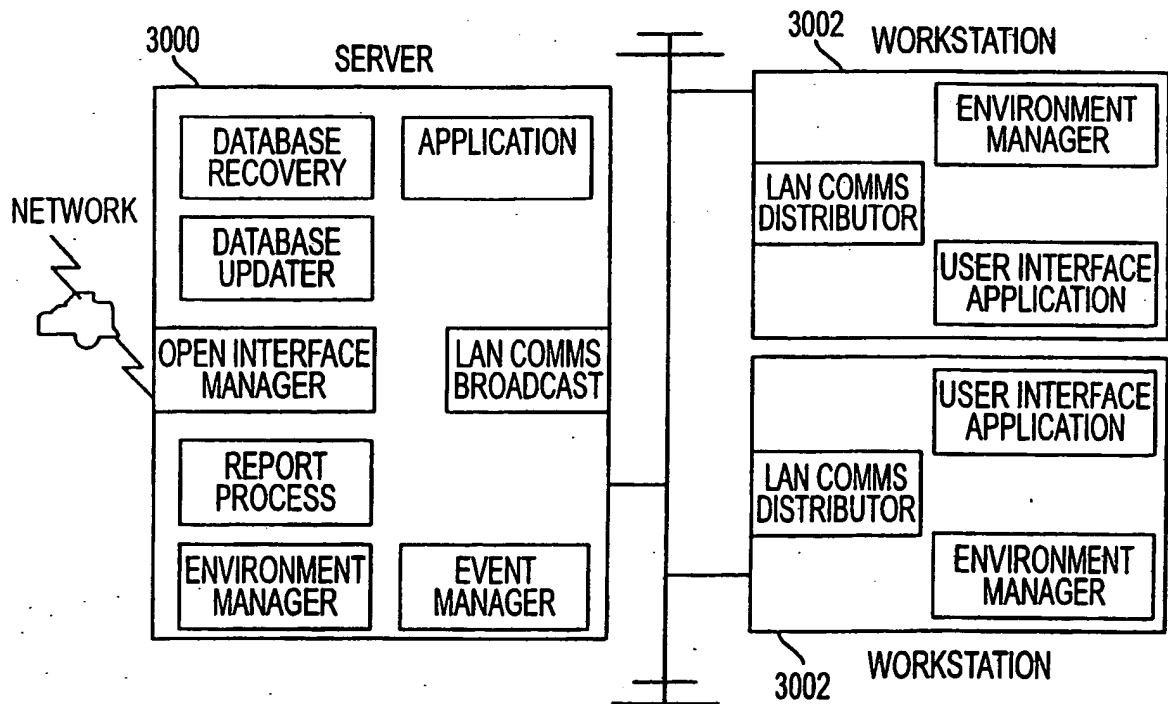 3000
SERVER
DATABASE
RECOVERY
APPLICATION
NETWORK
DATABASE
UPDATER
OPEN INTERFACE
MANAGER
LAN COMMS
BROADCAST
REPORT
PROCESS
ENVIRONMENT
MANAGER
EVENT
MANAGER
3002
WORKSTATION
ENVIRONMENT
MANAGER
LAN COMMS
DISTRIBUTOR
USER INTERFACE
APPLICATION
USER INTERFACE
APPLICATION
LAN COMMS
DISTRIBUTOR
ENVIRONMENT
MANAGER
3002
WORKSTATION